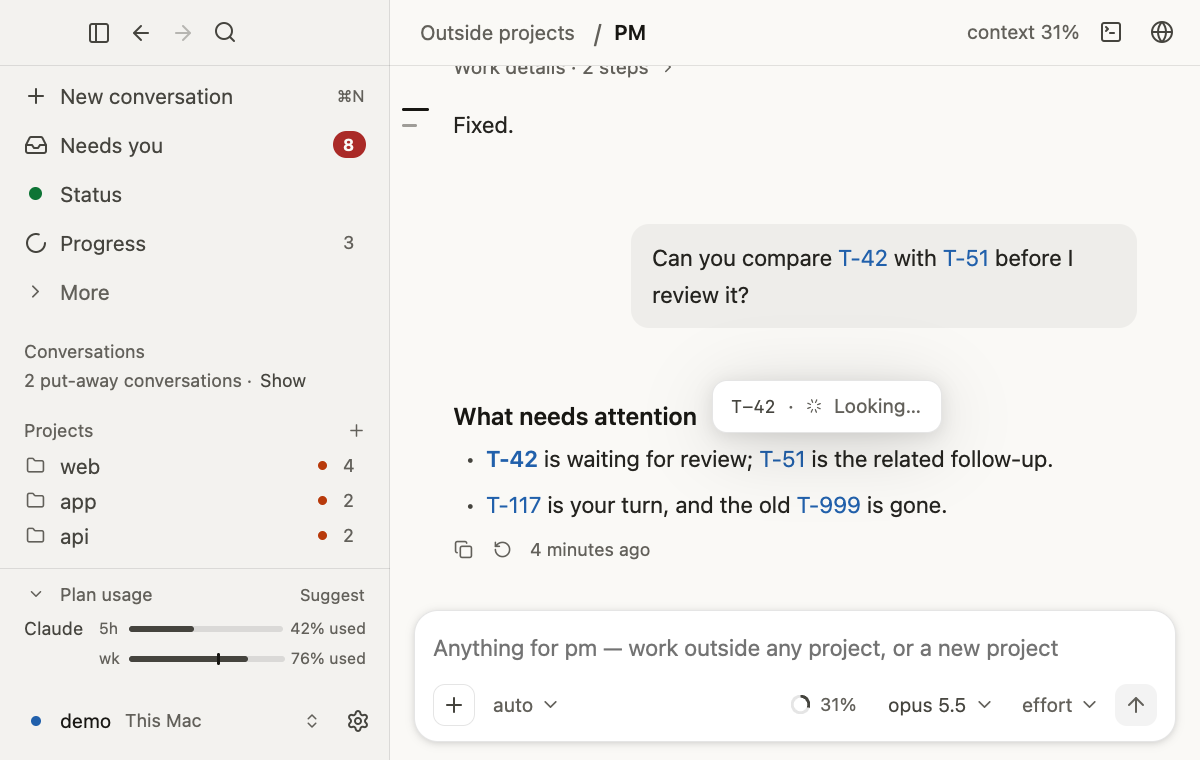 Outside projects / PM
context 31%
New conversation ⌘N
Needs you 8
Status
Progress 3
More
Conversations
2 put-away conversations · Show
Projects +
web 4
app 2
api 2
Plan usage Suggest
Claude 5h 42% used
wk 76% used
demo This Mac
Work details · 2 steps
Fixed.
Can you compare T-42 with T-51 before I
review it?
T–42 · Looking…
What needs attention
• T-42 is waiting for review; T-51 is the related follow-up.
• T-117 is your turn, and the old T-999 is gone.
4 minutes ago
Anything for pm — work outside any project, or a new project
auto 31% opus 5.5 effort